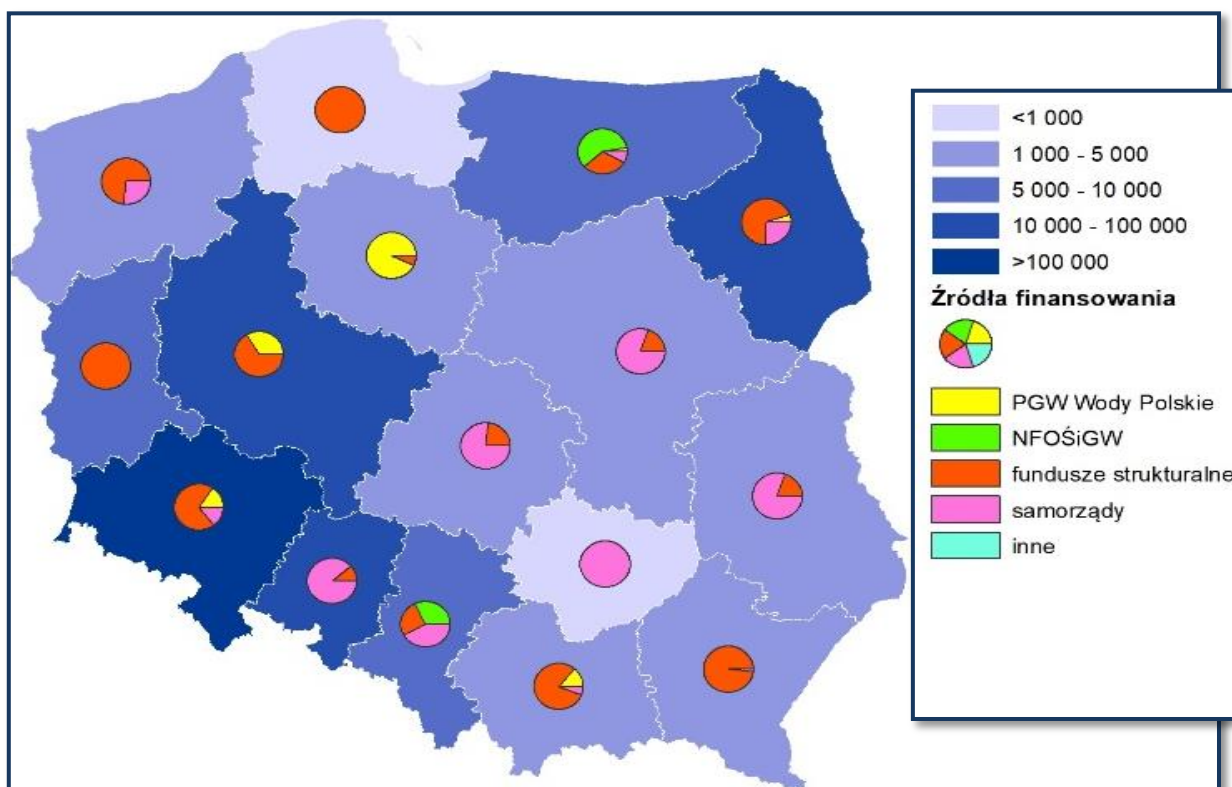 <1 000
1 000 - 5 000
5 000 - 10 000
10 000 - 100 000
>100 000
Źródła finansowania
PGW Wody Polskie
NFOŚiGW
fundusze strukturalne
samorządy
inne